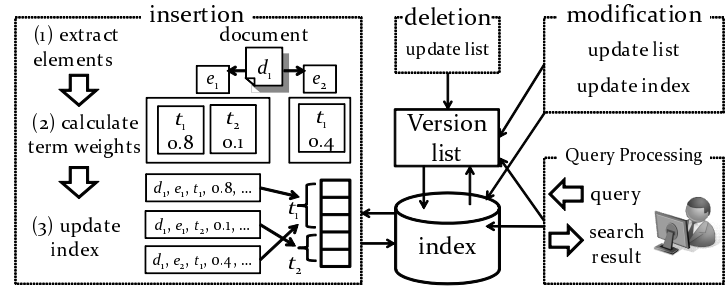 insertion
(1) extract
elements
document
d₁
e₁
e₂
(2) calculate
term weights
t₁
0.8
t₂
0.1
t₁
0.4
(3) update
index
d₁, e₁, t₁, 0.8, ...
d₁, e₁, t₂, 0.1, ...
d₁, e₂, t₁, 0.4, ...
t₁
t₂
deletion
update list
Version
list
index
modification
update list
update index
Query Processing
query
search
result